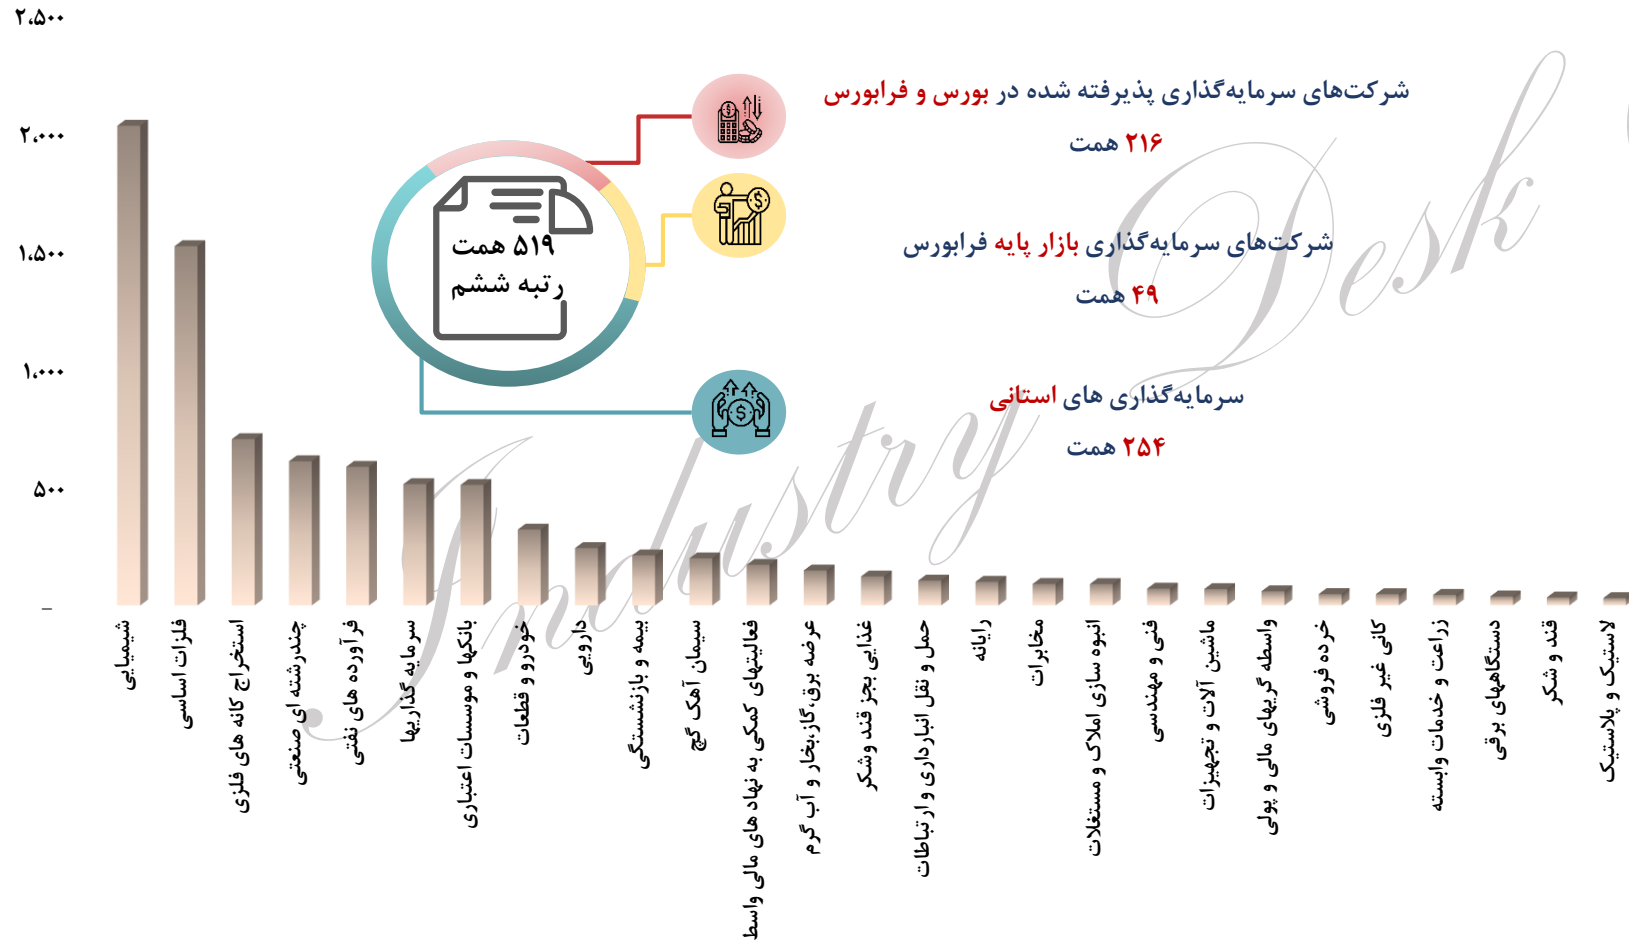 ۲،۵۰۰
۲،۰۰۰
۱،۵۰۰
۱،۰۰۰
۵۰۰
–
شرکت‌های سرمایه‌گذاری پذیرفته شده در بورس و فرابورس
۲۱۶ همت
شرکت‌های سرمایه‌گذاری بازار پایه فرابورس
۴۹ همت
سرمایه‌گذاری های استانی
۲۵۴ همت
۵۱۹ همت
رتبه ششم
Industry Desk
شیمیایی
فلزات اساسی
استخراج کانه های فلزی
چندرشته ای صنعتی
فرآورده های نفتی
سرمایه گذاریها
بانکها و موسسات اعتباری
خودرو و قطعات
دارویی
بیمه و بازنشستگی
سیمان آهک گچ
فعالیتهای کمکی به نهاد های مالی واسط
عرضه برق،گاز،بخار و آب گرم
غذایی بجز قند وشکر
حمل و نقل انبارداری و ارتباطات
رایانه
مخابرات
انبوه سازی املاک و مستغلات
فنی و مهندسی
ماشین آلات و تجهیزات
واسطه گریهای مالی و پولی
خرده فروشی
کانی غیر فلزی
زراعت و خدمات وابسته
دستگاههای برقی
قند و شکر
لاستیک و پلاستیک